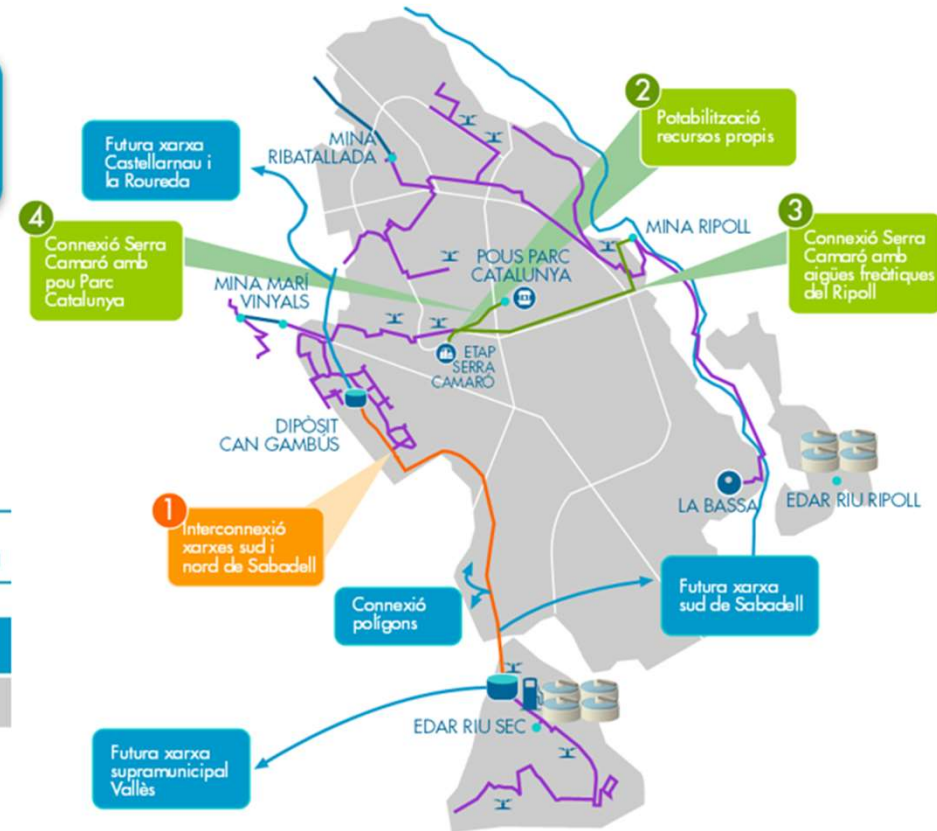 2
Potabilització
recursos propis
MINA
RIBATALLADA
Futura xarxa
Castellarnau i
la Roureda
4
Connexió Serra
Camaró amb
pou Parc
Catalunya
MINA RIPOLL
3
Connexió Serra
Camaró amb
aigües freàtiques
del Ripoll
POUS PARC
CATALUNYA
MINA MARÍ
VINYALS
ETAP
SERRA
CAMARÓ
DIPÒSIT
CAN GAMBÚS
LA BASSA
EDAR RIU RIPOLL
1
Interconnexió
xarxes sud i
nord de Sabadell
Connexió
polígons
Futura xarxa
sud de Sabadell
EDAR RIU SEC
Futura xarxa
supramunicipal
Vallès